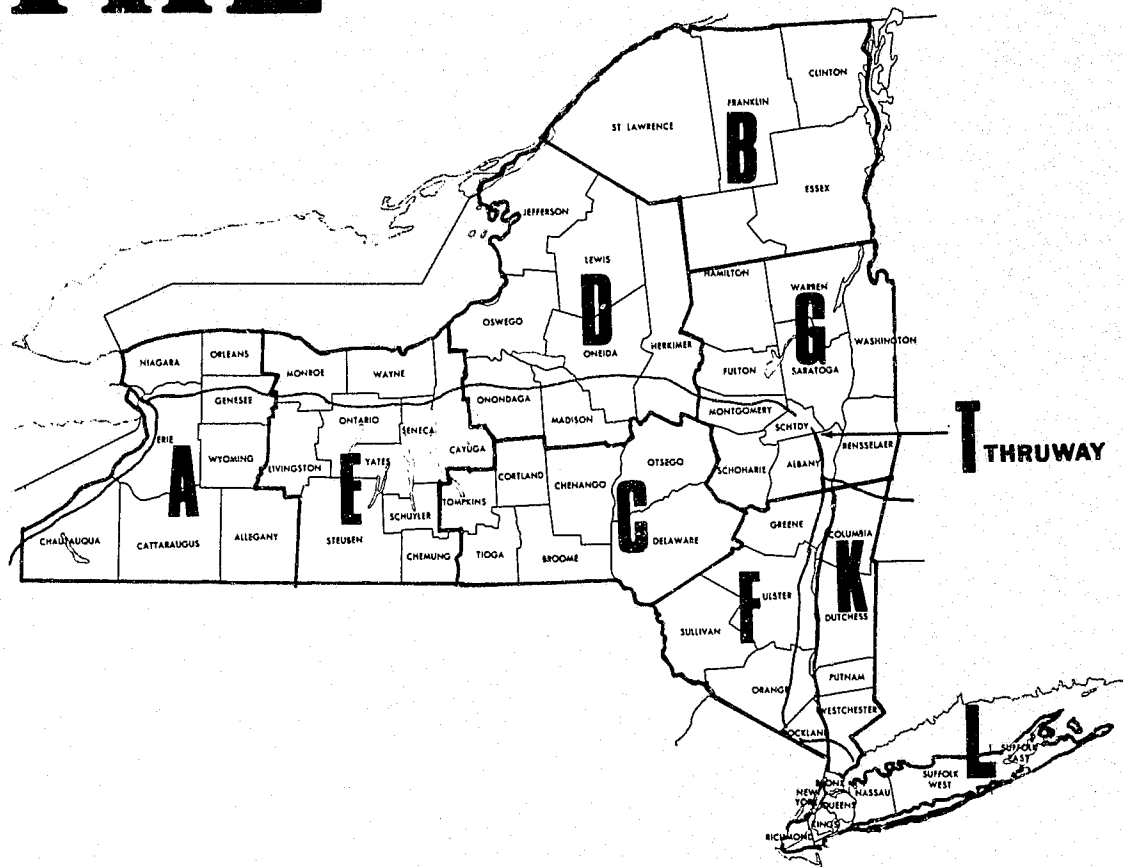 CLINTON
FRANKLIN
ST LAWRENCE
B
ESSEX
JEFFERSON
LEWIS
HAMILTON
D
WARREN
G
OSWEGO
ONEIDA
HERKIMER
WASHINGTON
NIAGARA
ORLEANS
MONROE
WAYNE
FULTON
SARATOGA
GENESEE
ONTARIO
SENECA
ONONDAGA
MADISON
MONTGOMERY
SCHTDY
RENSSELAER
T THRUWAY
ERIE
WYOMING
LIVINGSTON
YATES
CAYUGA
CORTLAND
CHENANGO
OTSEGO
SCHOHARIE
ALBANY
A
E
C
TOMPKINS
SCHUYLER
CHAUTAUQUA
CATTARAUGUS
ALLEGANY
STEUBEN
CHEMUNG
TIOGA
BROOME
DELAWARE
GREENE
COLUMBIA
K
F
ULSTER
DUTCHESS
SULLIVAN
ORANGE
PUTNAM
WESTCHESTER
ROCKLAND
L
SUFFOLK
EAST
SUFFOLK
WEST
NASSAU
BRONX
NEW
YORK
QUEENS
KINGS
RICHMOND